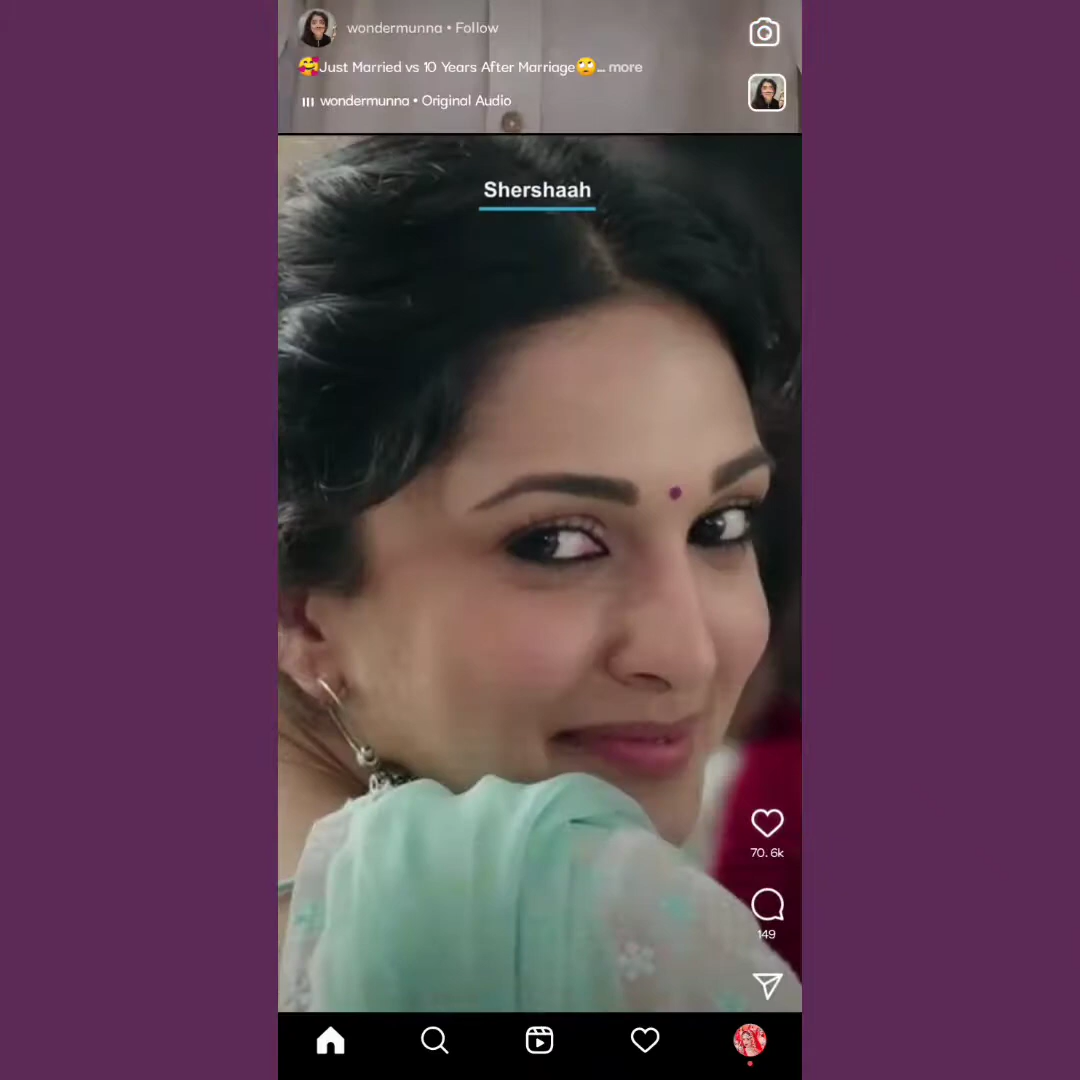 wondermunna • Follow
🥰Just Married vs 10 Years After Marriage🙄... more
wondermunna • Original Audio
Shershaah
70.6k
149